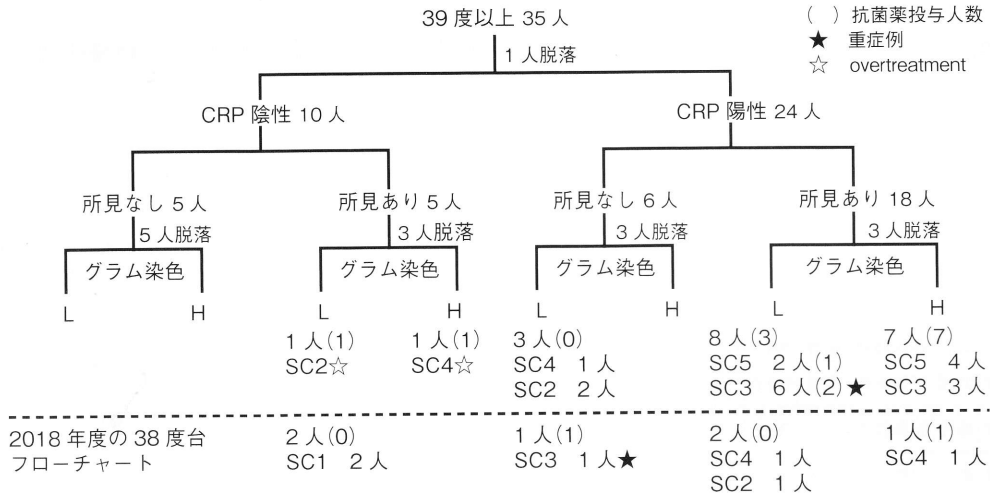 39度以上 35人
( ) 抗菌薬投与人数
★ 重症例
☆ overtreatment
1人脱落
CRP 陰性 10人
CRP 陽性 24人
所見なし 5人
所見あり 5人
所見なし 6人
所見あり 18人
5人脱落
3人脱落
3人脱落
3人脱落
グラム染色
グラム染色
グラム染色
グラム染色
L
H
L
H
L
H
L
H
1人(1)
SC2☆
1人(1)
SC4☆
3人(0)
SC4 1人
SC2 2人
8人(3)
SC5 2人(1)
SC3 6人(2)★
7人(7)
SC5 4人
SC3 3人
2018年度の38度台
フローチャート
2人(0)
SC1 2人
1人(1)
SC3 1人★
2人(0)
SC4 1人
SC2 1人
1人(1)
SC4 1人